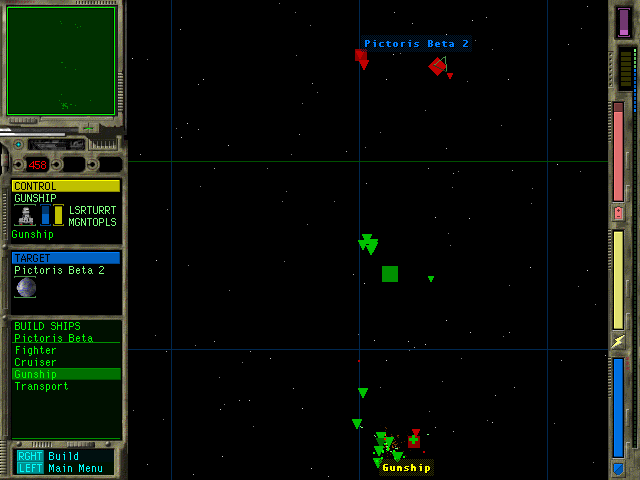 Pictoris Beta 2
458
CONTROL
GUNSHIP
LSRTURRT
MGNTOPLS
Gunship
TARGET
Pictoris Beta 2
BUILD SHIPS
Pictoris Beta
Fighter
Cruiser
Gunship
Transport
RGHT Build
LEFT Main Menu
Gunship